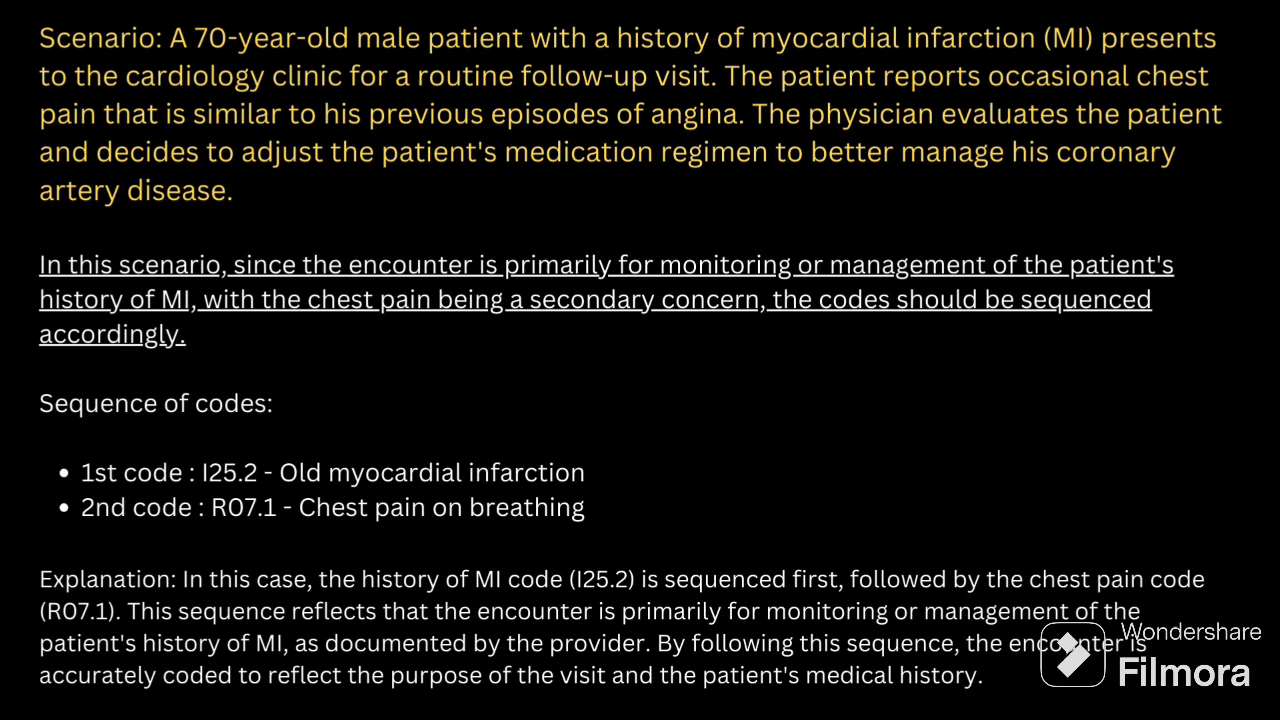 Scenario: A 70-year-old male patient with a history of myocardial infarction (MI) presents
to the cardiology clinic for a routine follow-up visit. The patient reports occasional chest
pain that is similar to his previous episodes of angina. The physician evaluates the patient
and decides to adjust the patient's medication regimen to better manage his coronary
artery disease.
In this scenario, since the encounter is primarily for monitoring or management of the patient's
history of MI, with the chest pain being a secondary concern, the codes should be sequenced
accordingly.
Sequence of codes:
• 1st code : I25.2 - Old myocardial infarction
• 2nd code : R07.1 - Chest pain on breathing
Explanation: In this case, the history of MI code (I25.2) is sequenced first, followed by the chest pain code
(R07.1). This sequence reflects that the encounter is primarily for monitoring or management of the
patient's history of MI, as documented by the provider. By following this sequence, the encounter is
accurately coded to reflect the purpose of the visit and the patient's medical history.
Wondershare
Filmora